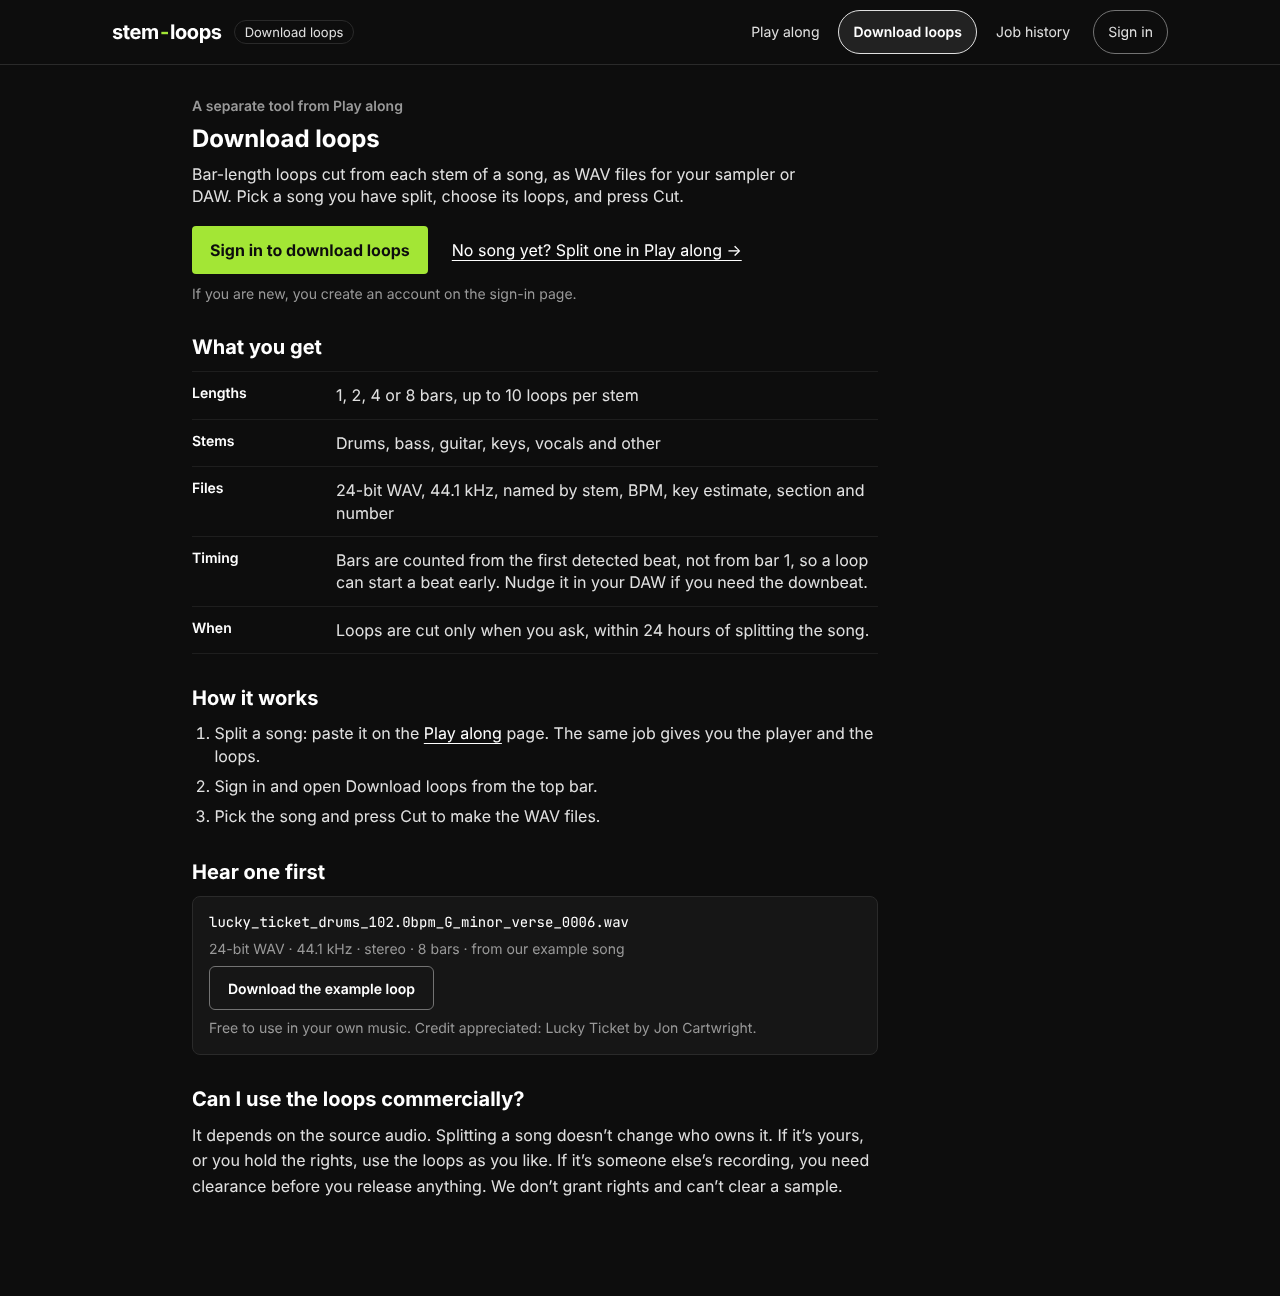 stem-loops Download loops Play along Download loops Job history Sign in
A separate tool from Play along
Download loops
Bar-length loops cut from each stem of a song, as WAV files for your sampler or
DAW. Pick a song you have split, choose its loops, and press Cut.
Sign in to download loops No song yet? Split one in Play along →
If you are new, you create an account on the sign-in page.
What you get
Lengths 1, 2, 4 or 8 bars, up to 10 loops per stem
Stems Drums, bass, guitar, keys, vocals and other
Files 24-bit WAV, 44.1 kHz, named by stem, BPM, key estimate, section and
number
Timing Bars are counted from the first detected beat, not from bar 1, so a loop
can start a beat early. Nudge it in your DAW if you need the downbeat.
When Loops are cut only when you ask, within 24 hours of splitting the song.
How it works
1. Split a song: paste it on the Play along page. The same job gives you the player and the
loops.
2. Sign in and open Download loops from the top bar.
3. Pick the song and press Cut to make the WAV files.
Hear one first
lucky_ticket_drums_102.0bpm_G_minor_verse_0006.wav
24-bit WAV · 44.1 kHz · stereo · 8 bars · from our example song
Download the example loop
Free to use in your own music. Credit appreciated: Lucky Ticket by Jon Cartwright.
Can I use the loops commercially?
It depends on the source audio. Splitting a song doesn’t change who owns it. If it’s yours,
or you hold the rights, use the loops as you like. If it’s someone else’s recording, you need
clearance before you release anything. We don’t grant rights and can’t clear a sample.